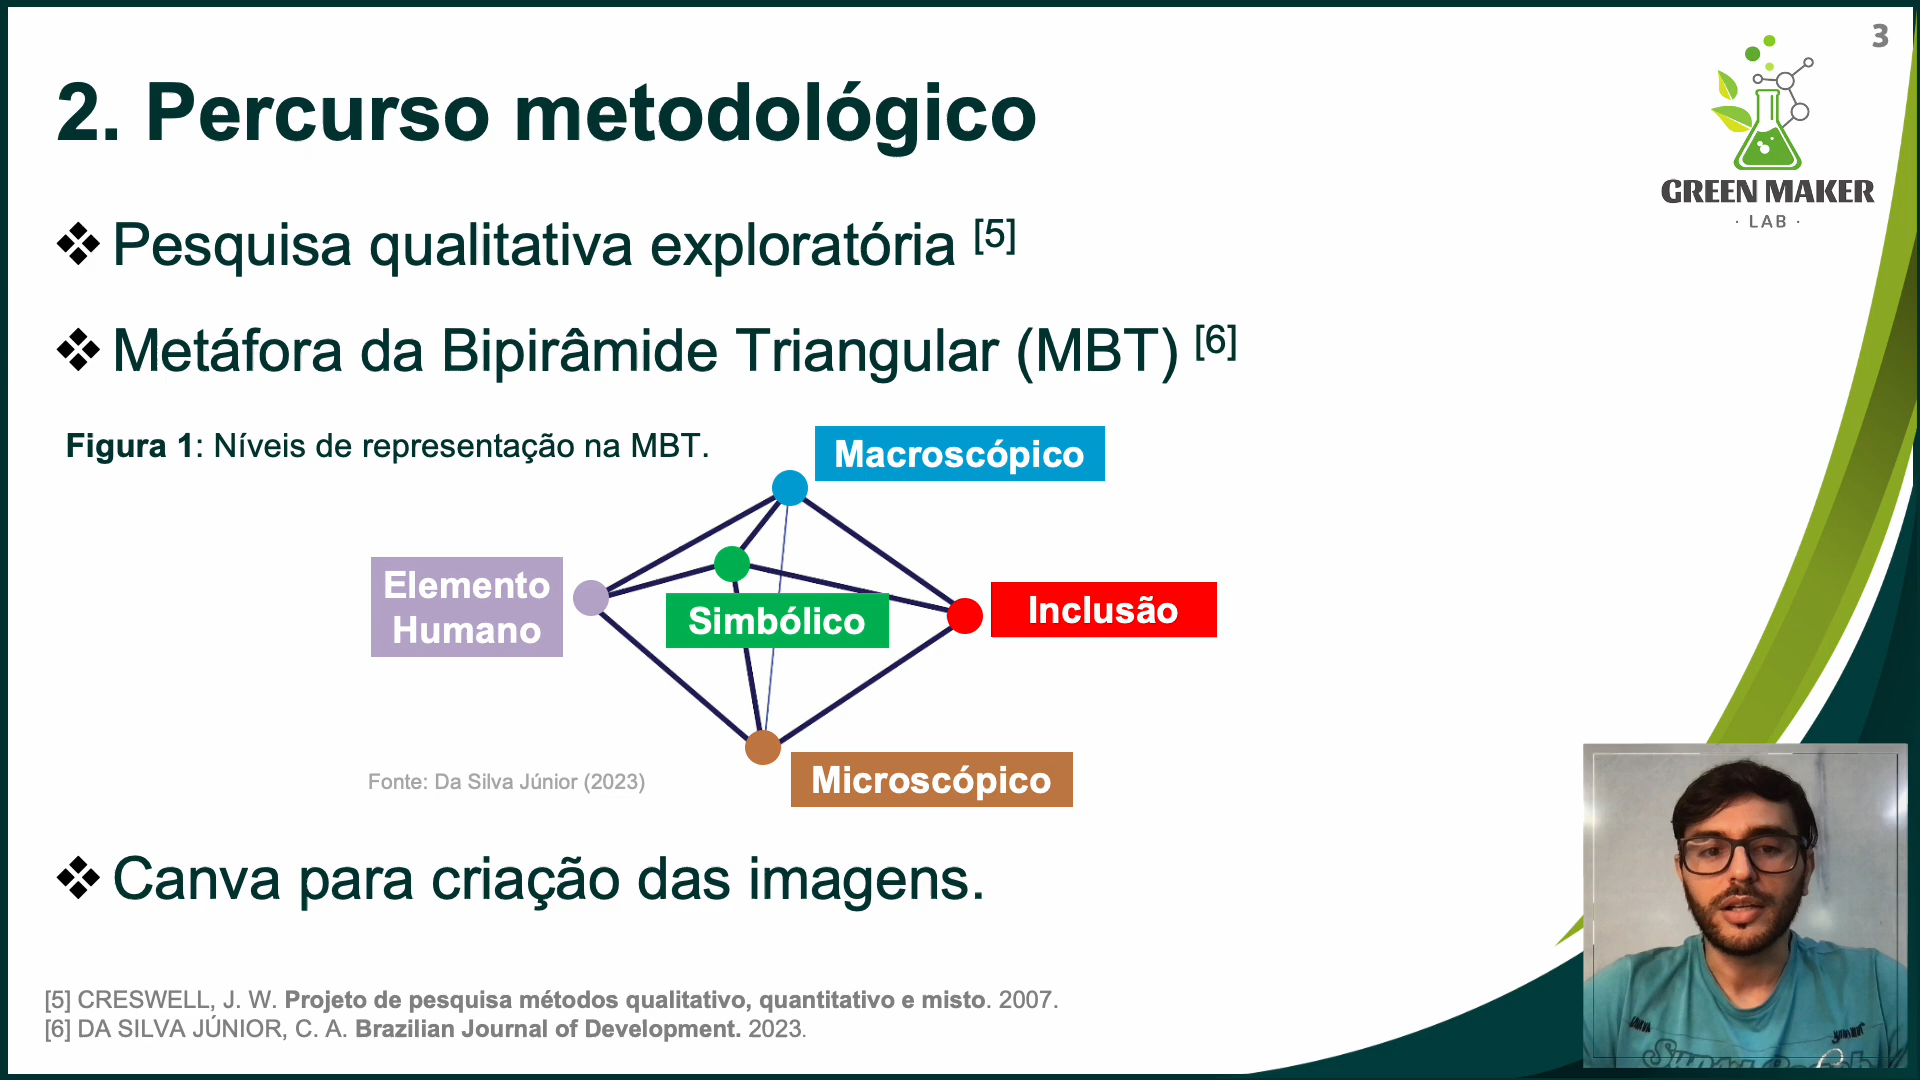 3
GREEN MAKER
· LAB ·
2. Percurso metodológico
❖ Pesquisa qualitativa exploratória [5]
❖ Metáfora da Bipirâmide Triangular (MBT) [6]
Figura 1: Níveis de representação na MBT.
Macroscópico
Elemento
Humano
Simbólico
Inclusão
Microscópico
Fonte: Da Silva Júnior (2023)
❖ Canva para criação das imagens.
[5] CRESWELL, J. W. Projeto de pesquisa métodos qualitativo, quantitativo e misto. 2007.
[6] DA SILVA JÚNIOR, C. A. Brazilian Journal of Development. 2023.